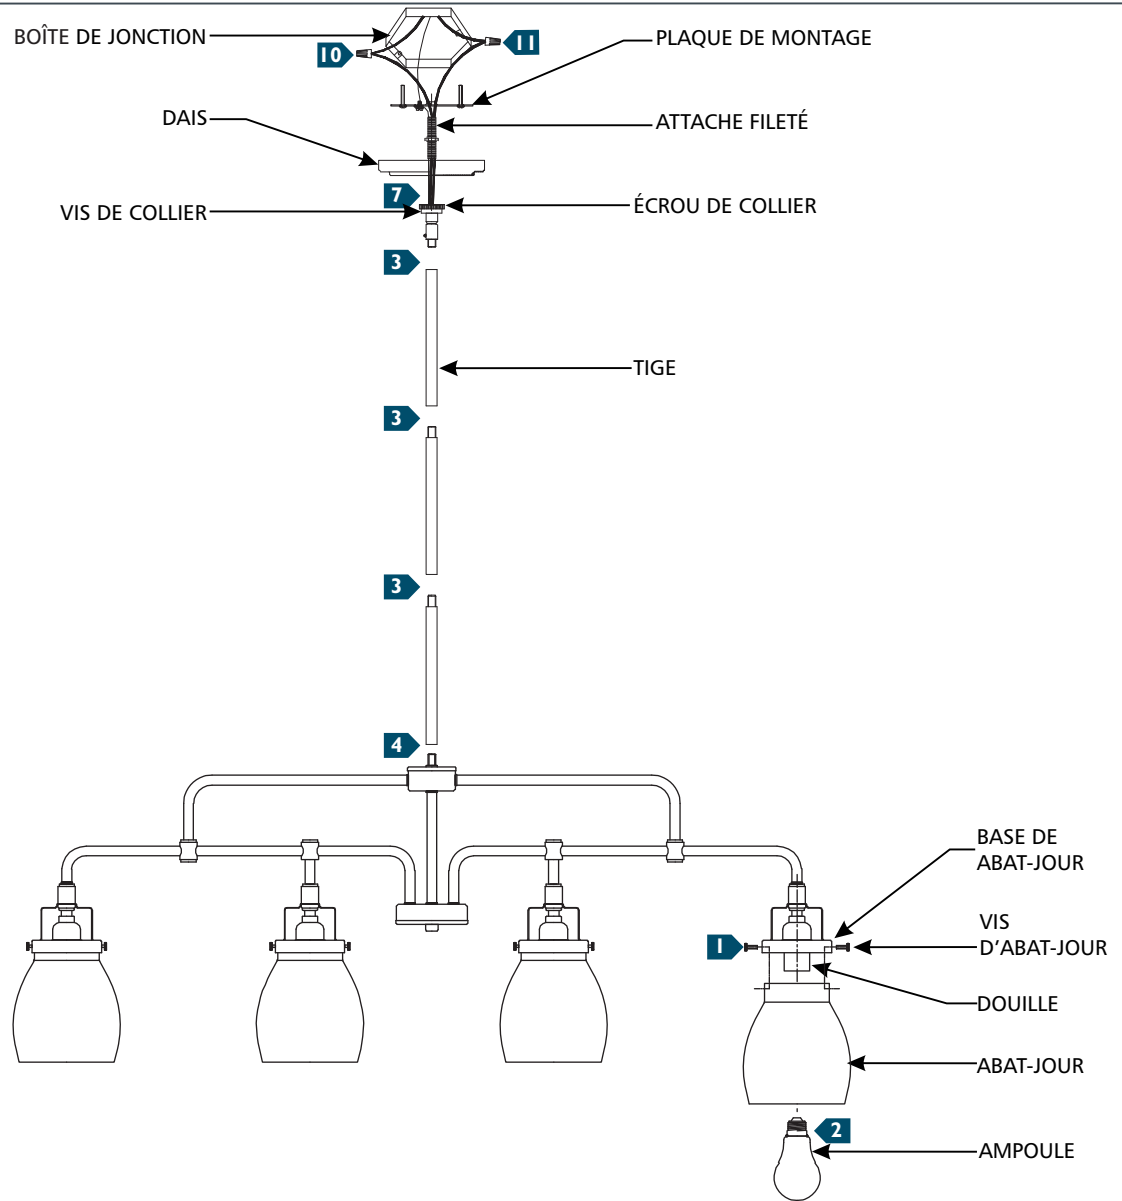 BOÎTE DE JONCTION
10
11
PLAQUE DE MONTAGE
DAIS
ATTACHE FILETÉ
7
VIS DE COLLIER
ÉCROU DE COLLIER
3
TIGE
3
3
4
BASE DE
ABAT-JOUR
1
VIS
D’ABAT-JOUR
DOUILLE
ABAT-JOUR
2
AMPOULE